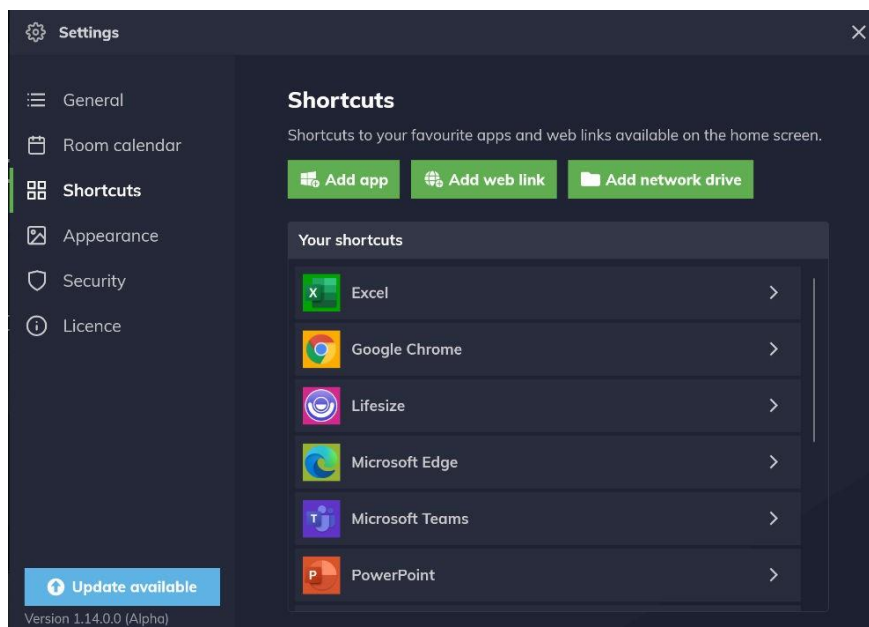 Settings
General
Room calendar
Shortcuts
Appearance
Security
Licence
Update available
Version 1.14.0.0 (Alpha)
Shortcuts
Shortcuts to your favourite apps and web links available on the home screen.
Add app
Add web link
Add network drive
Your shortcuts
Excel
Google Chrome
Lifesize
Microsoft Edge
Microsoft Teams
PowerPoint